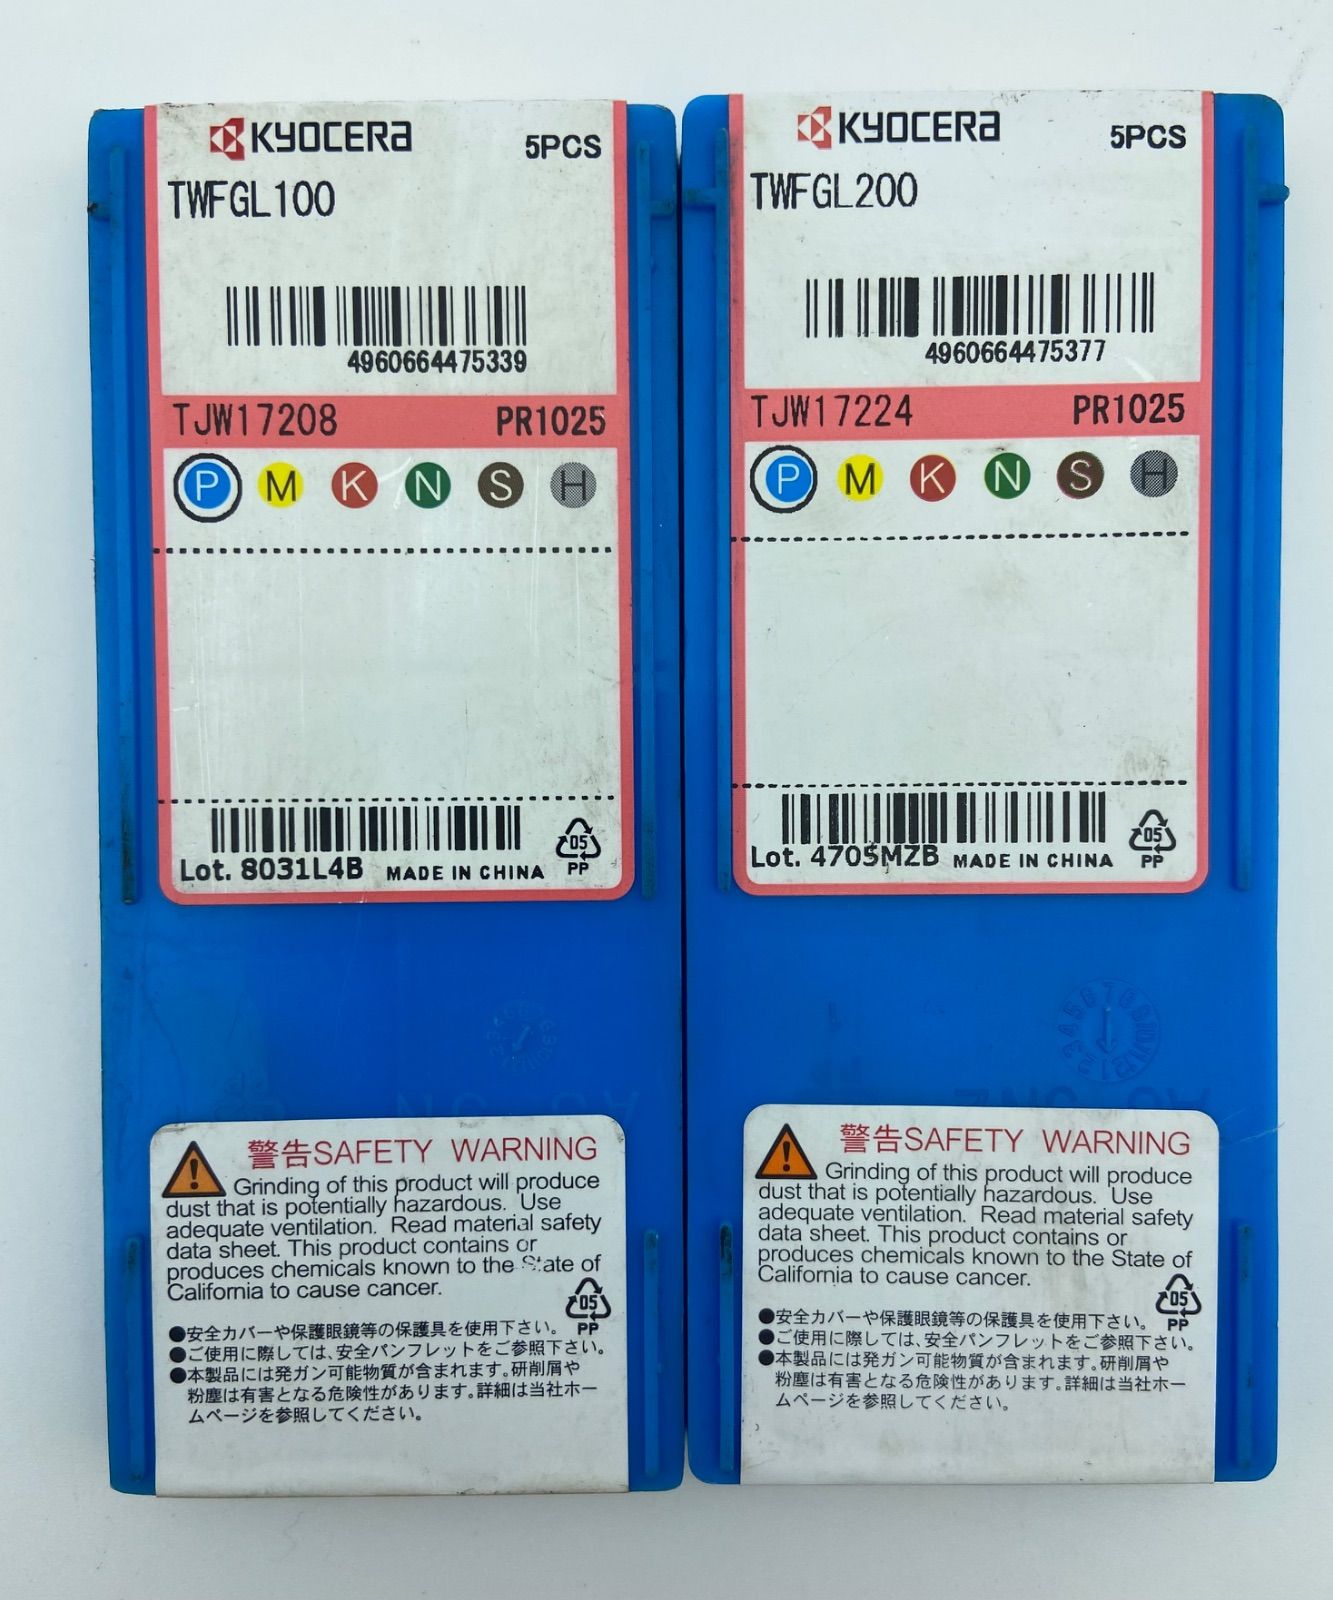 KYOCERA
5PCS
TWFGL100
4960664475339
TJW17208 PR1025
P M K N S H
Lot. 8031L4B MADE IN CHINA
05
PP
警告SAFETY WARNING
Grinding of this product will produce
dust that is potentially hazardous. Use
adequate ventilation. Read material safety
data sheet. This product contains or
produces chemicals known to the State of
California to cause cancer.
05
PP
●安全カバーや保護眼鏡等の保護具を使用下さい。
●ご使用に際しては、安全パンフレットをご参照下さい。
●本製品には発ガン可能物質が含まれます。研削屑や
粉塵は有害となる危険性があります。詳細は当社ホー
ムページを参照してください。
KYOCERA
5PCS
TWFGL200
4960664475377
TJW17224 PR1025
P M K N S H
Lot. 4705MZB MADE IN CHINA
05
PP
警告SAFETY WARNING
Grinding of this product will produce
dust that is potentially hazardous. Use
adequate ventilation. Read material safety
data sheet. This product contains or
produces chemicals known to the State of
California to cause cancer.
05
PP
●安全カバーや保護眼鏡等の保護具を使用下さい。
●ご使用に際しては、安全パンフレットをご参照下さい。
●本製品には発ガン可能物質が含まれます。研削屑や
粉塵は有害となる危険性があります。詳細は当社ホー
ムページを参照してください。